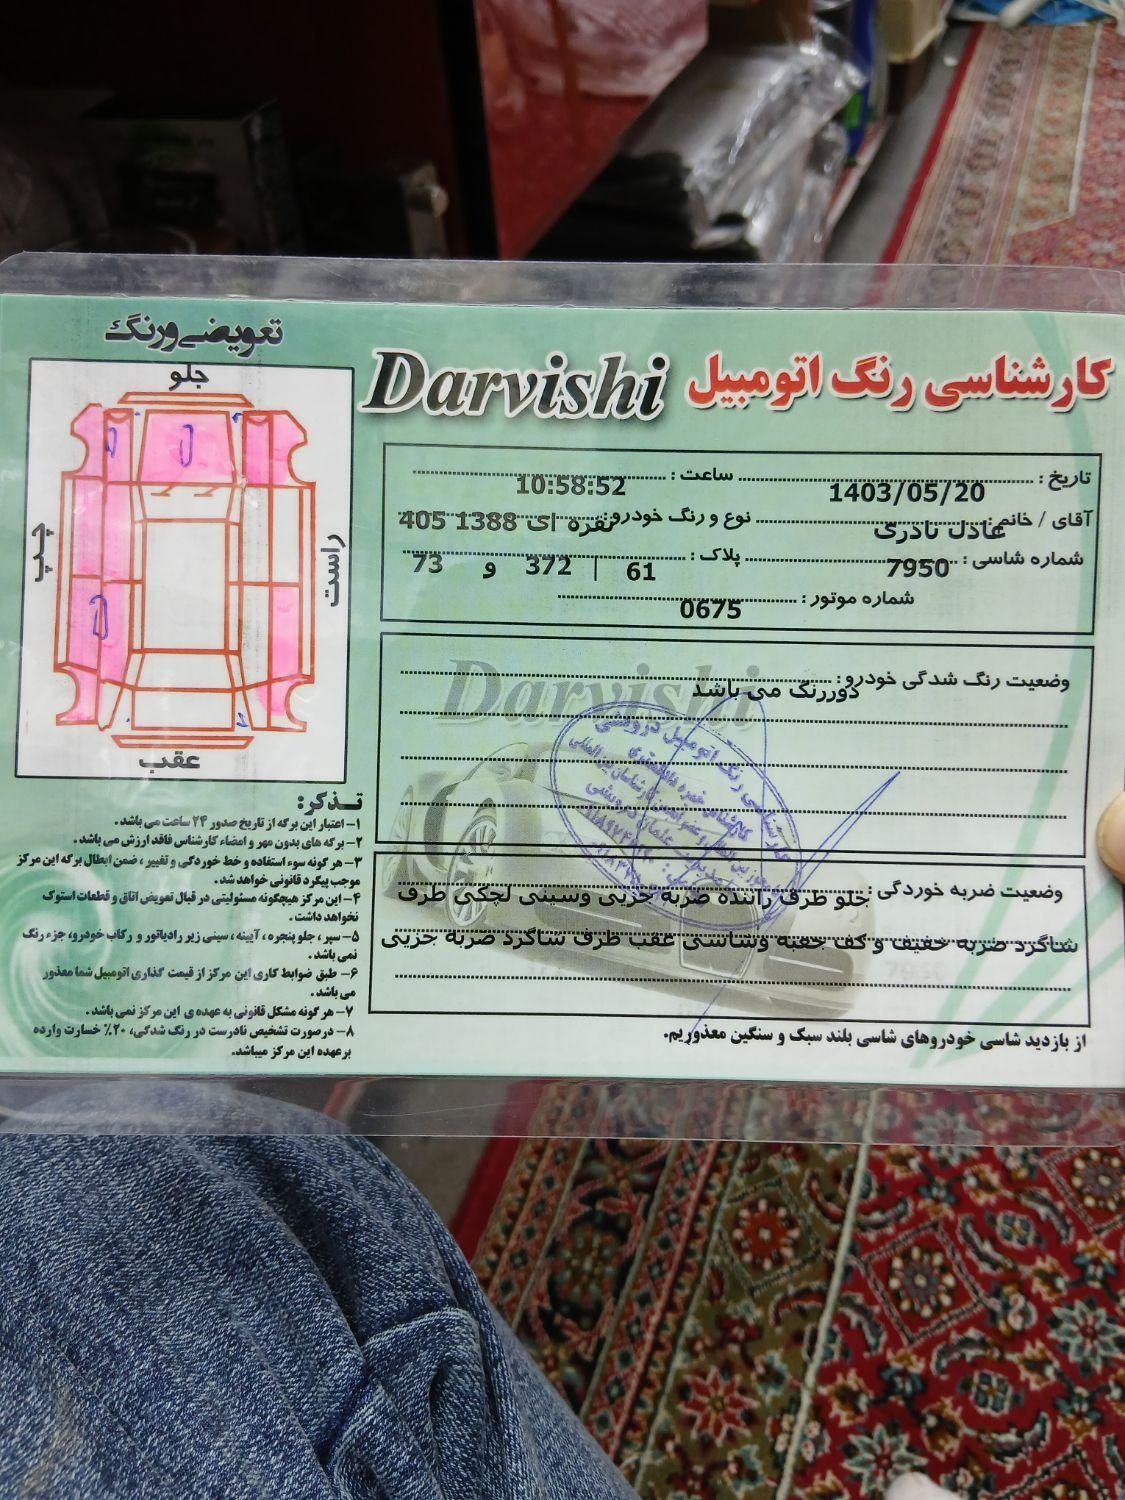 تعویضی و رنگ
جلو
چپ
راست
عقب
Darvishi
کارشناسی رنگ اتومبیل
تاریخ : 1403/05/20 ساعت : 10:58:52
آقای / خانم : عادل نادری نوع و رنگ خودرو: نقره ای 1388 405
شماره شاسی : 7950 پلاک : 61 | 372 و 73
شماره موتور : 0675
وضعیت رنگ شدگی خودرو : دوررنگ می باشد
Darvishi
کارشناسی رنگ اتومبیل درویشی
وضعیت ضربه خوردگی : جلو طرف راننده ضربه جزیی وسینی لچکی طرف
شاگرد ضربه خفیف و کف جعبه وشاسی عقب طرف شاگرد ضربه جزیی
از بازدید شاسی خودروهای شاسی بلند سبک و سنگین معذوریم.
تـذکر:
۱- اعتبار این برگه از تاریخ صدور ۲۴ ساعت می باشد .
۲- برگه های بدون مهر و امضاء کارشناس فاقد ارزش می باشد .
۳- هر گونه سوء استفاده و خط خوردگی و تغییر ، ضمن ابطال برگه این مرکز
موجب پیگرد قانونی خواهد شد .
۴- این مرکز هیچگونه مسئولیتی در قبال تعویض اتاق و قطعات استوک
نخواهد داشت .
۵- سپر ، جلو پنجره ، آیینه ، سینی زیر رادیاتور و رکاب خودرو، جزء رنگ
نمی باشد .
۶- طبق ضوابط کاری این مرکز از قیمت گذاری اتومبیل شما معذور
می باشد .
۷- هر گونه مشکل قانونی به عهده ی این مرکز نمی باشد .
۸- درصورت تشخیص نادرست در رنگ شدگی، ۲۰٪ خسارت وارده
برعهده این مرکز میباشد.